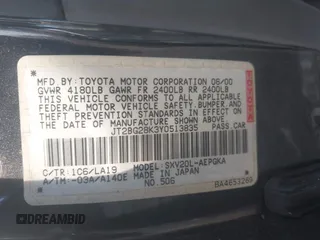 MFD. BY: TOYOTA MOTOR CORPORATION 06/00
GVWR 4180LB GAWR FR 2400LB RR 2400LB
THIS VEHICLE CONFORMS TO ALL APPLICABLE
FEDERAL MOTOR VEHICLE SAFETY, BUMPER, AND
THEFT PREVENTION STANDARDS IN EFFECT ON
THE DATE OF MANUFACTURE SHOWN ABOVE.
JT2BG28K3Y0513835 PASS.CAR
C/TR:1C6/LA19 MODEL:SXV20L-AEPGKA
A/TM:-03A/A140E MADE IN JAPAN
NO.506
DREAMBID